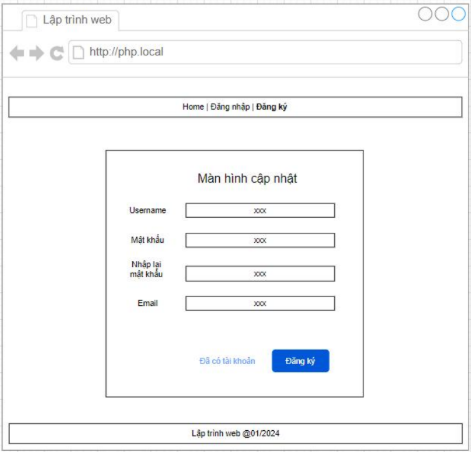 Lập trình web
http://php.local
Home | Đăng nhập | Đăng ký
Màn hình cập nhật
Username
xxx
Mật khẩu
xxx
Nhập lại
mật khẩu
xxx
Email
xxx
Đã có tài khoản
Đăng ký
Lập trình web @01/2024